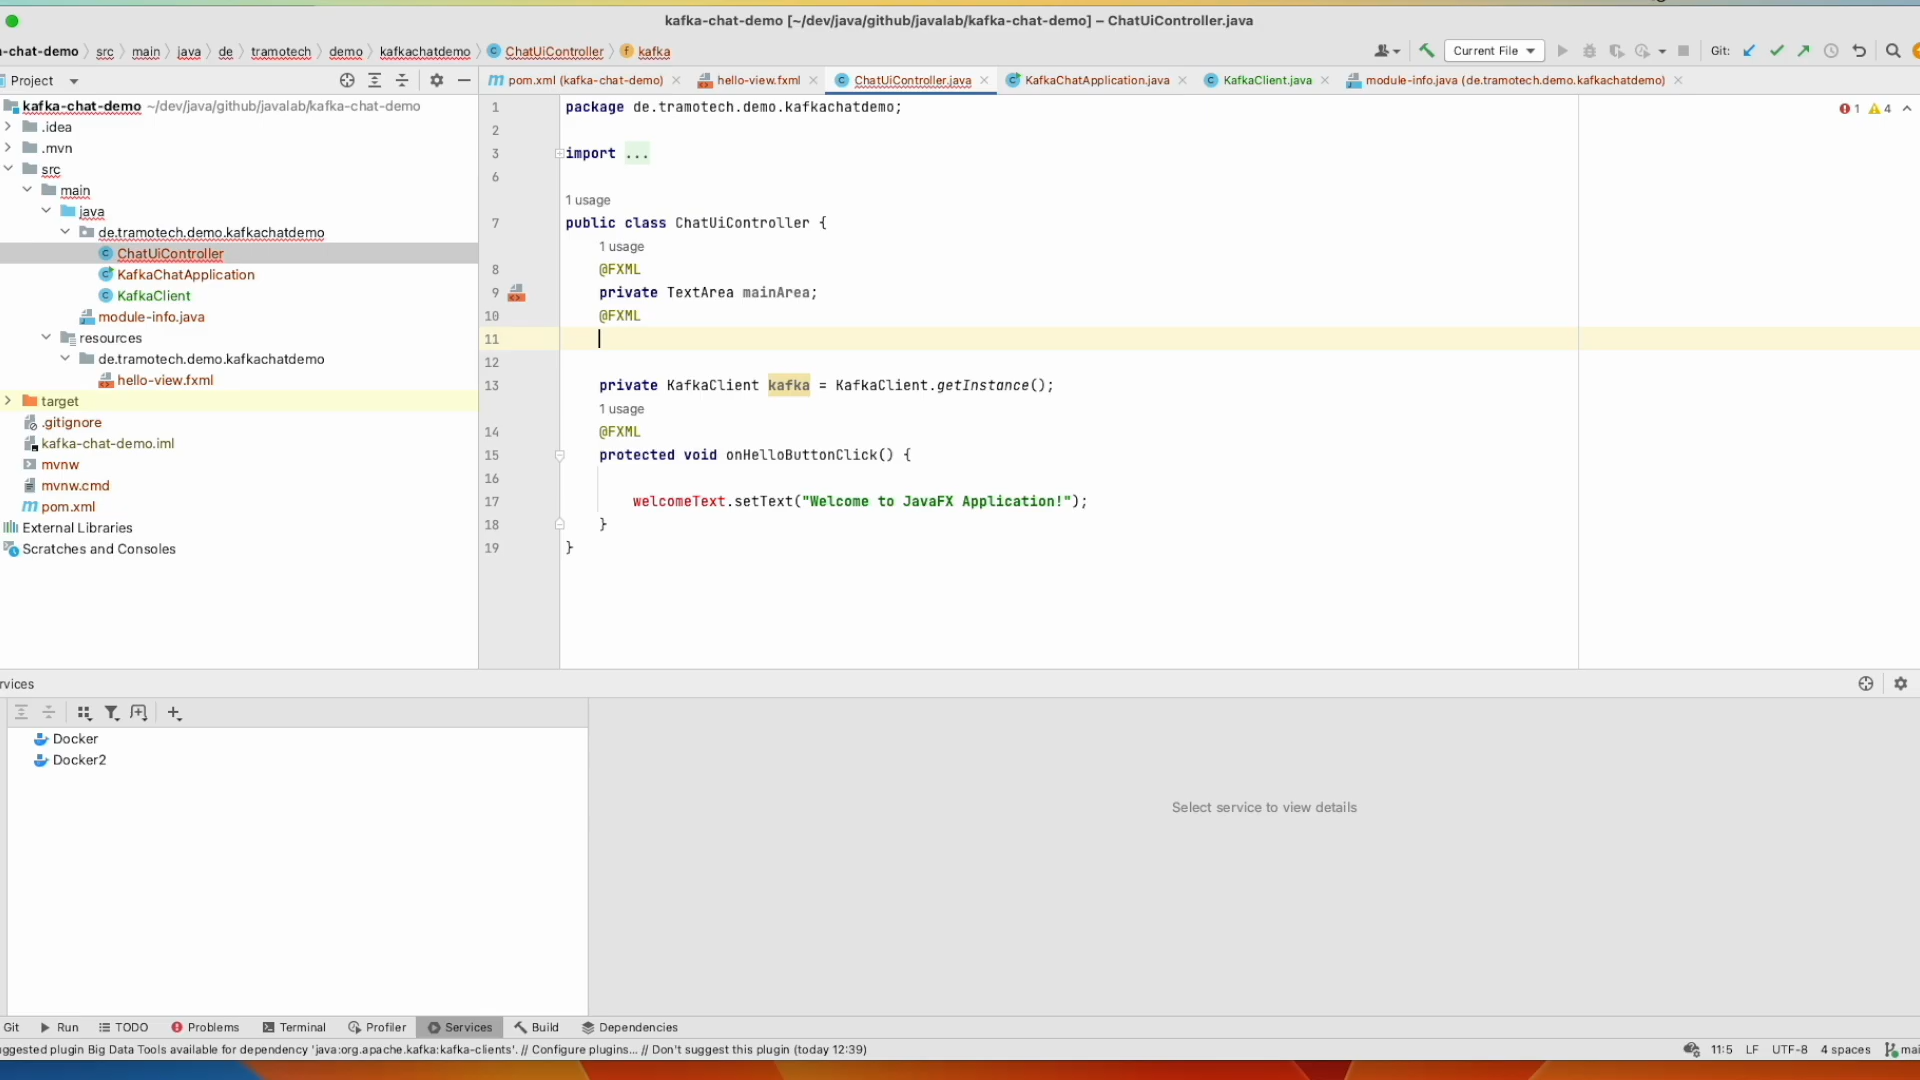 kafka-chat-demo [~/dev/java/github/javalab/kafka-chat-demo] – ChatUiController.java
-chat-demo src main java de tramotech demo kafkachatdemo ChatUiController kafka
Current File
Git:
Project
pom.xml (kafka-chat-demo) hello-view.fxml ChatUiController.java KafkaChatApplication.java KafkaClient.java module-info.java (de.tramotech.demo.kafkachatdemo)
kafka-chat-demo ~/dev/java/github/javalab/kafka-chat-demo
.idea
.mvn
src
main
java
de.tramotech.demo.kafkachatdemo
ChatUiController
KafkaChatApplication
KafkaClient
module-info.java
resources
de.tramotech.demo.kafkachatdemo
hello-view.fxml
target
.gitignore
kafka-chat-demo.iml
mvnw
mvnw.cmd
pom.xml
External Libraries
Scratches and Consoles
1 package de.tramotech.demo.kafkachatdemo;
1 4
2
3 import ...
6
1 usage
7 public class ChatUiController {
1 usage
8 @FXML
9 private TextArea mainArea;
10 @FXML
11
12
13 private KafkaClient kafka = KafkaClient.getInstance();
1 usage
14 @FXML
15 protected void onHelloButtonClick() {
16
17 welcomeText.setText("Welcome to JavaFX Application!");
18 }
19 }
rvices
Docker
Docker2
Select service to view details
Git Run TODO Problems Terminal Profiler Services Build Dependencies
ggested plugin Big Data Tools available for dependency 'java:org.apache.kafka:kafka-clients'. // Configure plugins... // Don't suggest this plugin (today 12:39)
11:5 LF UTF-8 4 spaces mai